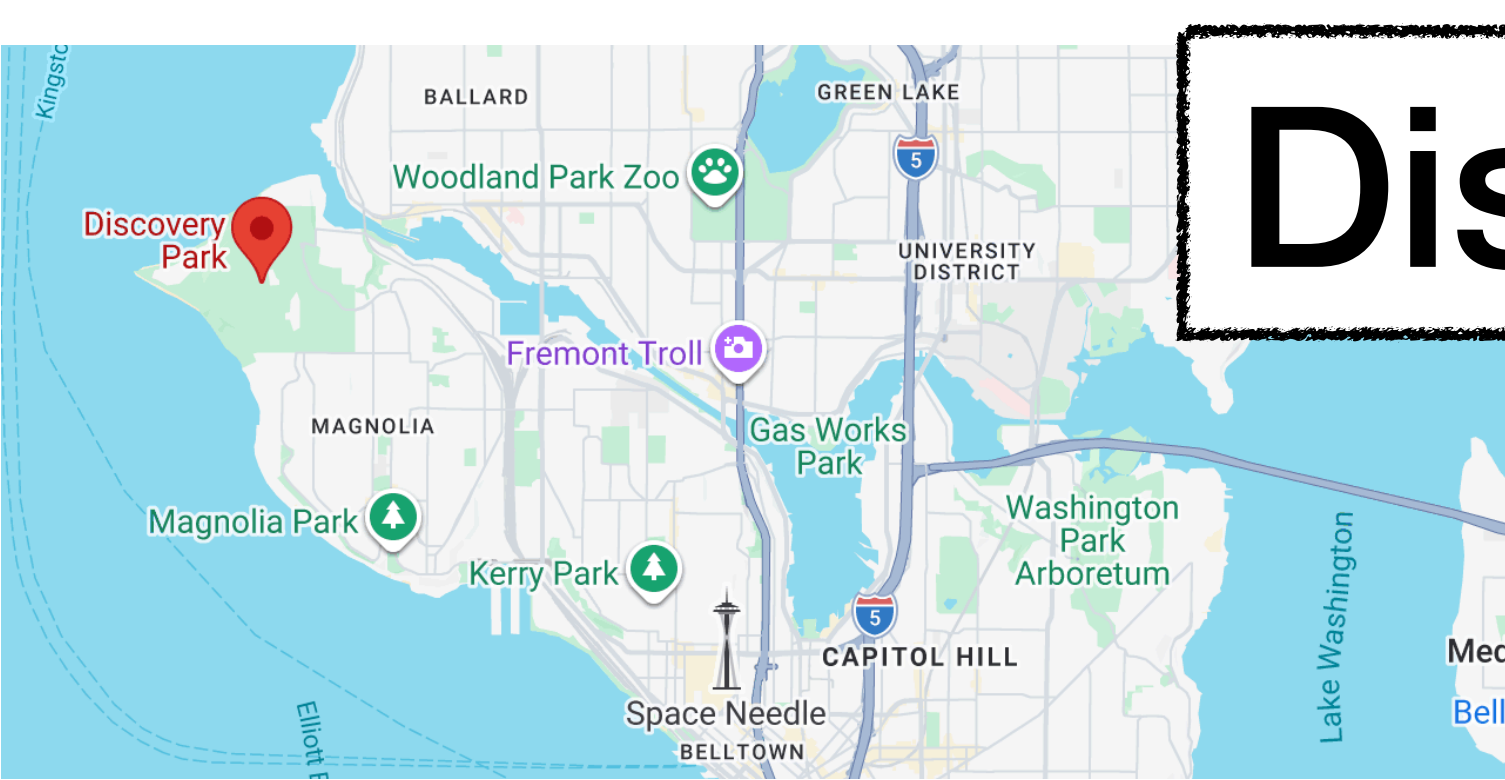 Kingsto
BALLARD
GREEN LAKE
Dis
Woodland Park Zoo
5
Discovery
Park
UNIVERSITY
DISTRICT
Fremont Troll
MAGNOLIA
Gas Works
Park
Magnolia Park
Washington
Park
Arboretum
Kerry Park
5
Lake Washington
CAPITOL HILL
Med
Space Needle
Bell
BELLTOWN
Elliott